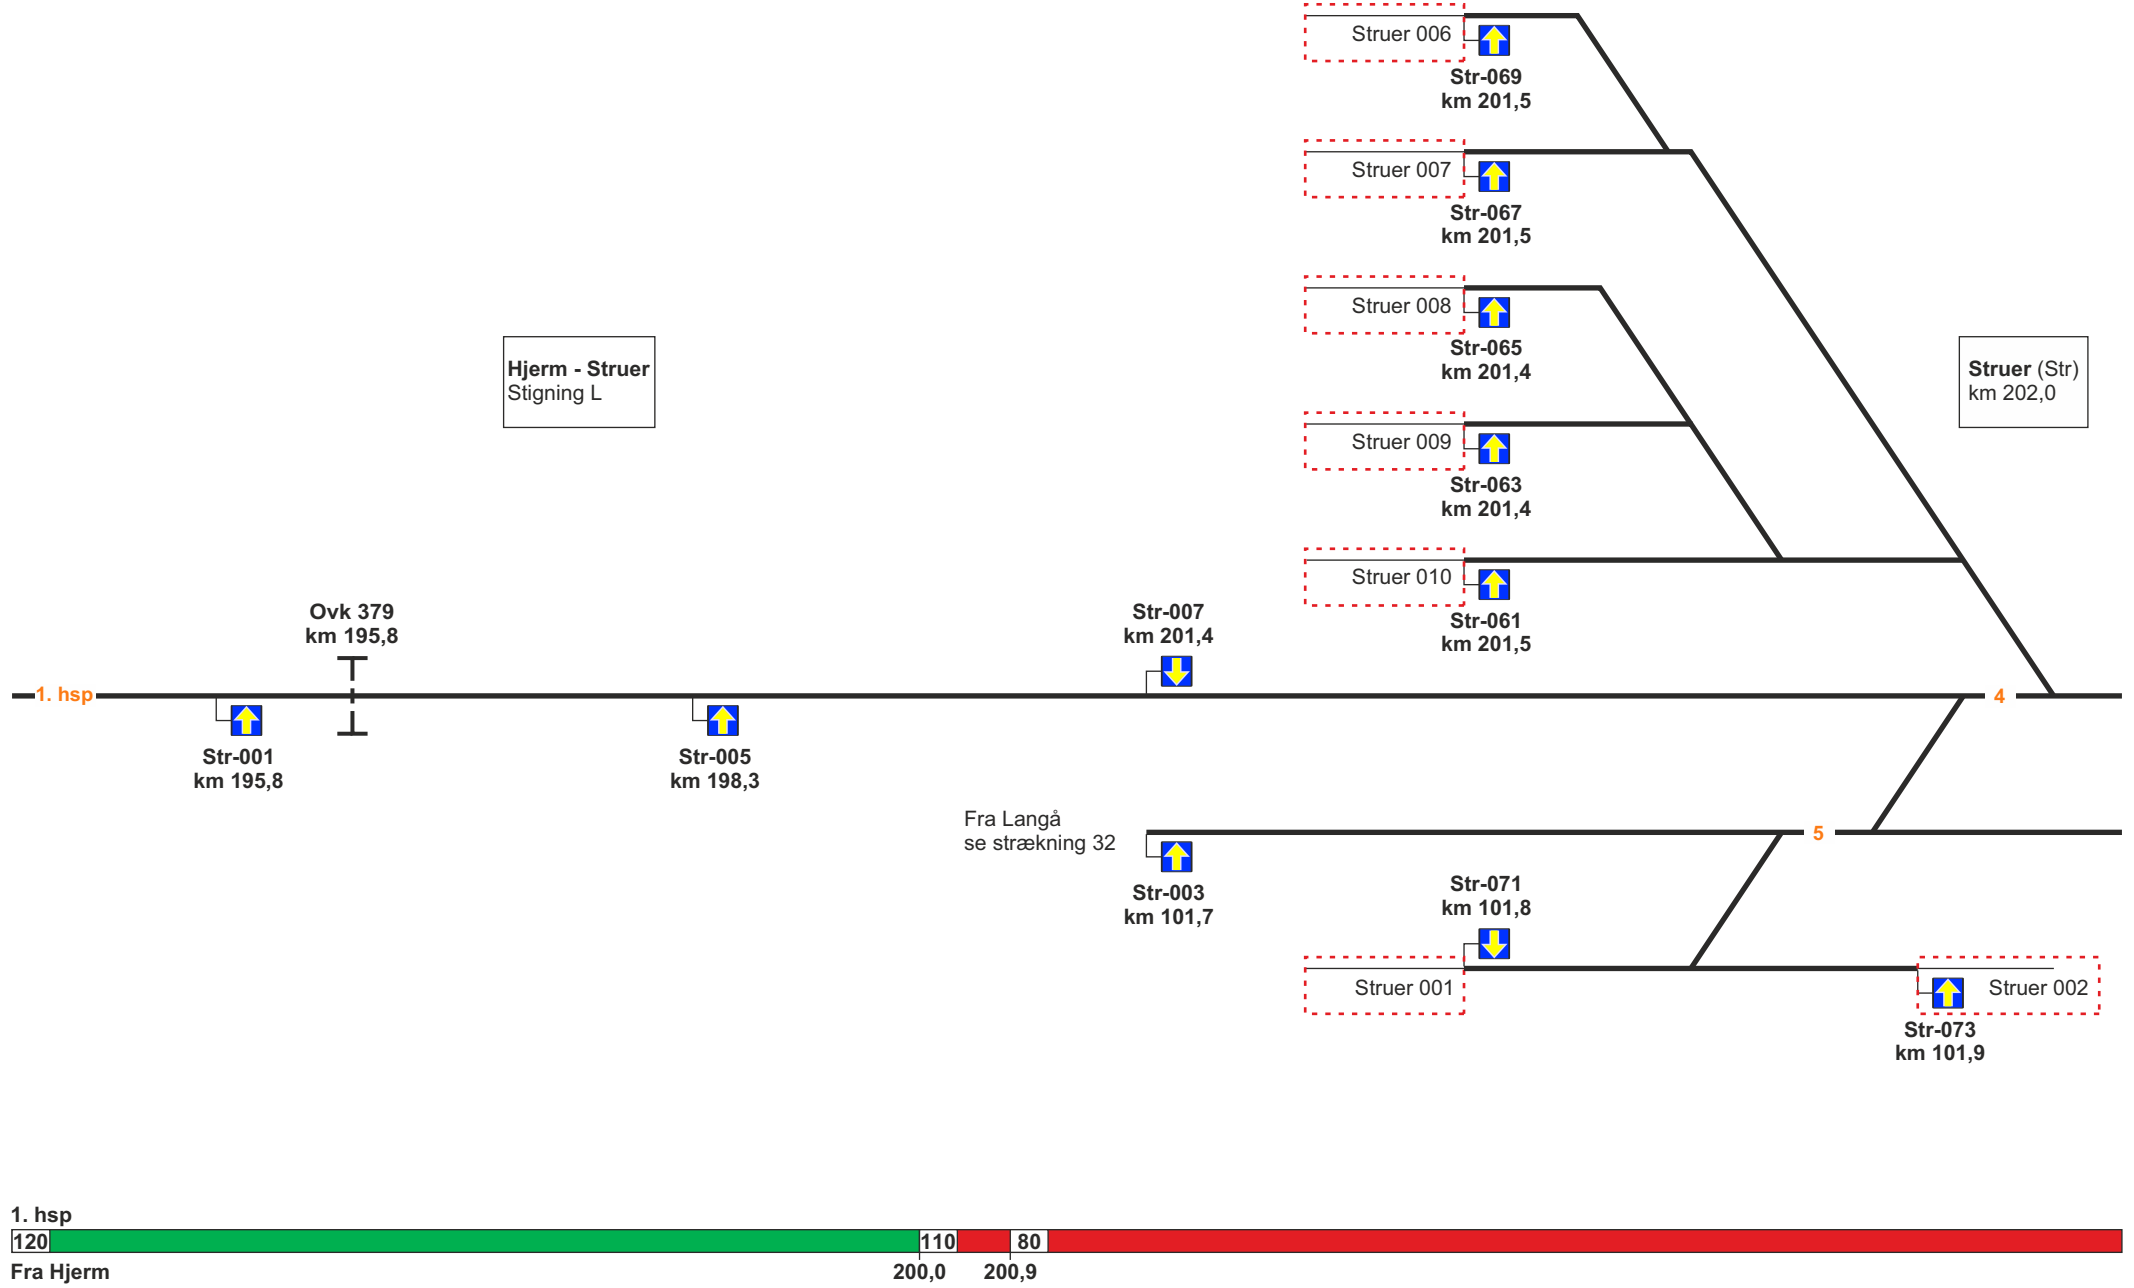 Struer 006
Str-069
km 201,5
Struer 007
Str-067
km 201,5
Struer 008
Str-065
km 201,4
Hjerm - Struer
Stigning L
Struer (Str)
km 202,0
Struer 009
Str-063
km 201,4
Struer 010
Str-061
km 201,5
Ovk 379
km 195,8
Str-007
km 201,4
1. hsp
4
Str-001
km 195,8
Str-005
km 198,3
Fra Langå
se strækning 32
5
Str-003
km 101,7
Str-071
km 101,8
Struer 001
Struer 002
Str-073
km 101,9
1. hsp
120 110 80
Fra Hjerm 200,0 200,9